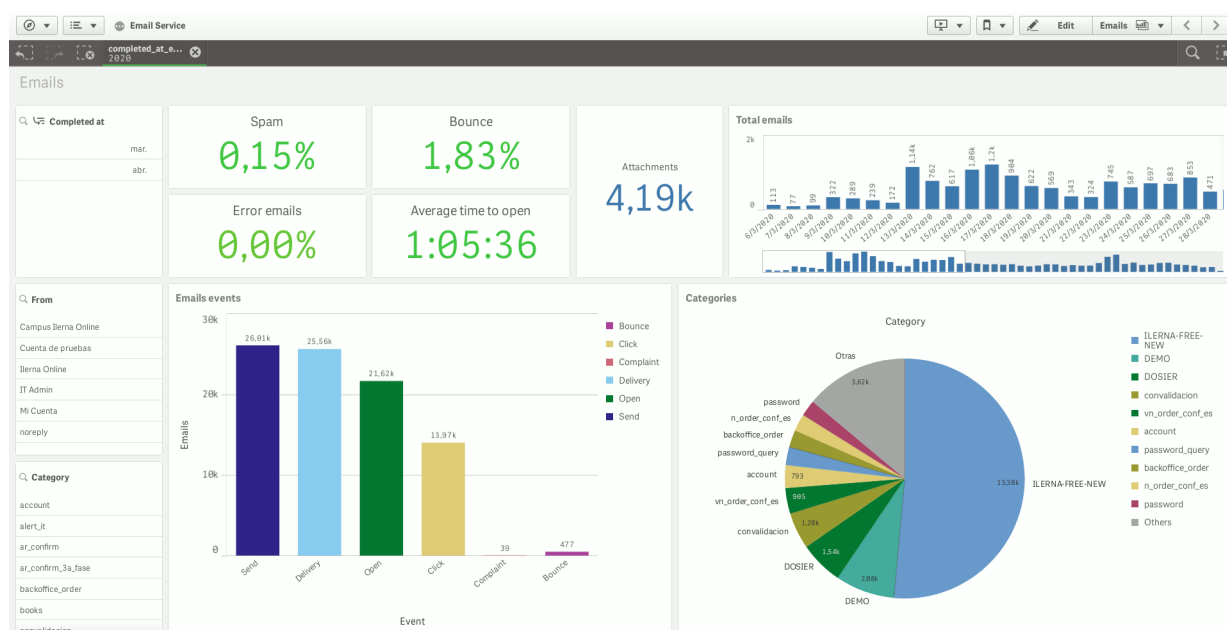 Email Service
Edit
Emails
completed_at_e...
2020
Emails
Completed at
mar.
abr.
Spam
0,15%
Bounce
1,83%
Error emails
0,00%
Average time to open
1:05:36
Attachments
4,19k
Total emails
2k
0
113
77
99
322
289
239
172
1,14k
762
617
1,06k
1,2k
904
622
569
343
324
745
587
697
683
853
471
6/3/2020
7/3/2020
8/3/2020
9/3/2020
10/3/2020
11/3/2020
12/3/2020
13/3/2020
14/3/2020
15/3/2020
16/3/2020
17/3/2020
18/3/2020
19/3/2020
20/3/2020
21/3/2020
22/3/2020
23/3/2020
24/3/2020
25/3/2020
26/3/2020
27/3/2020
28/3/2020
From
Campus Ilerna Online
Cuenta de pruebas
Ilerna Online
IT Admin
Mi Cuenta
noreply
Category
account
alert_it
ar_confirm
ar_confirm_3a_fase
backoffice_order
books
Emails events
30k
20k
10k
0
Emails
26,01k
25,56k
21,62k
13,97k
39
477
Send
Delivery
Open
Click
Complaint
Bounce
Event
Bounce
Click
Complaint
Delivery
Open
Send
Categories
Category
Otras
password
n_order_conf_es
backoffice_order
password_query
account
vn_order_conf_es
convalidacion
DOSIER
DEMO
ILERNA-FREE-NEW
3,62k
793
905
1,26k
1,54k
2,08k
13,38k
ILERNA-FREE-
NEW
DEMO
DOSIER
convalidacion
vn_order_conf_es
account
password_query
backoffice_order
n_order_conf_es
password
Others